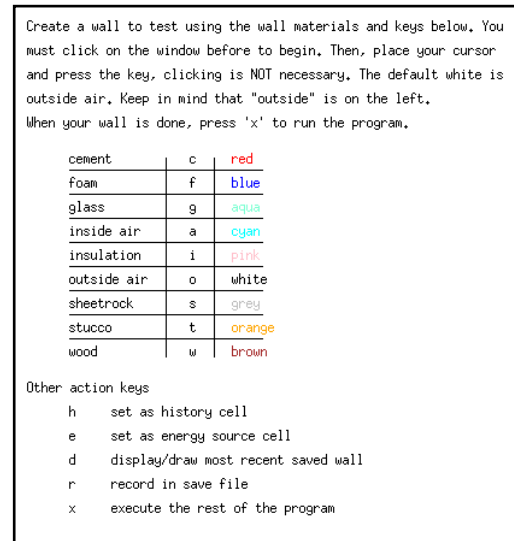 Create a wall to test using the wall materials and keys below. You
must click on the window before to begin. Then, place your cursor
and press the key, clicking is NOT necessary. The default white is
outside air. Keep in mind that "outside" is on the left.
When your wall is done, press 'x' to run the program.
cement c red
foam f blue
glass g aqua
inside air a cyan
insulation i pink
outside air o white
sheetrock s grey
stucco t orange
wood w brown
Other action keys
h set as history cell
e set as energy source cell
d display/draw most recent saved wall
r record in save file
x execute the rest of the program